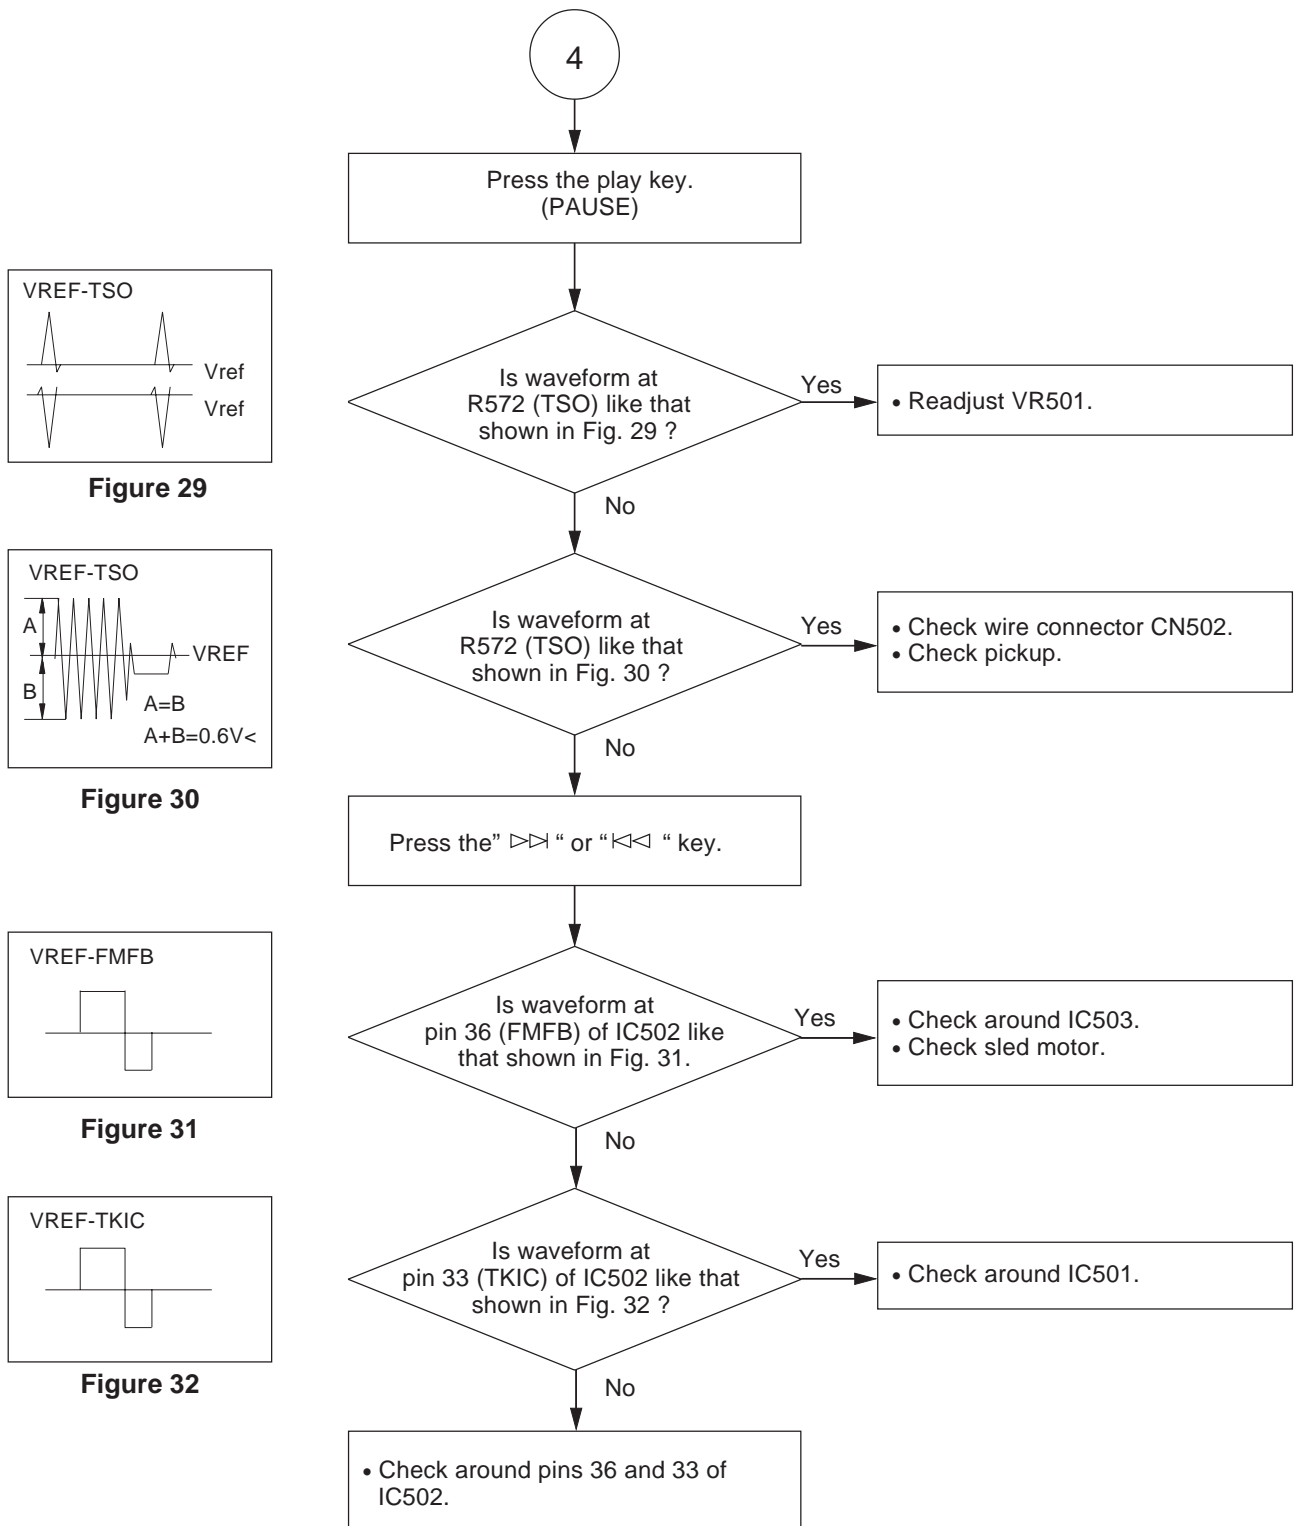 4
Press the play key.
(PAUSE)
VREF-TSO
Vref
Vref
Figure 29
Is waveform at
R572 (TSO) like that
shown in Fig. 29 ?
Yes
• Readjust VR501.
No
VREF-TSO
A
VREF
B
A=B
A+B=0.6V<
Figure 30
Is waveform at
R572 (TSO) like that
shown in Fig. 30 ?
Yes
• Check wire connector CN502.
• Check pickup.
No
Press the” ▷▷| “ or “|◁◁ “ key.
VREF-FMFB
Figure 31
Is waveform at
pin 36 (FMFB) of IC502 like
that shown in Fig. 31.
Yes
• Check around IC503.
• Check sled motor.
No
VREF-TKIC
Figure 32
Is waveform at
pin 33 (TKIC) of IC502 like that
shown in Fig. 32 ?
Yes
• Check around IC501.
No
• Check around pins 36 and 33 of
IC502.